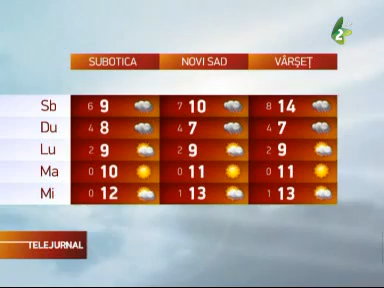 2
SUBOTICA NOVI SAD VÂRŞEŢ
Sb 6 9 7 10 8 14
Du 4 8 4 7 4 7
Lu 2 9 2 9 2 9
Ma 0 10 0 11 0 11
Mi 0 12 1 13 1 13
TELEJURNAL